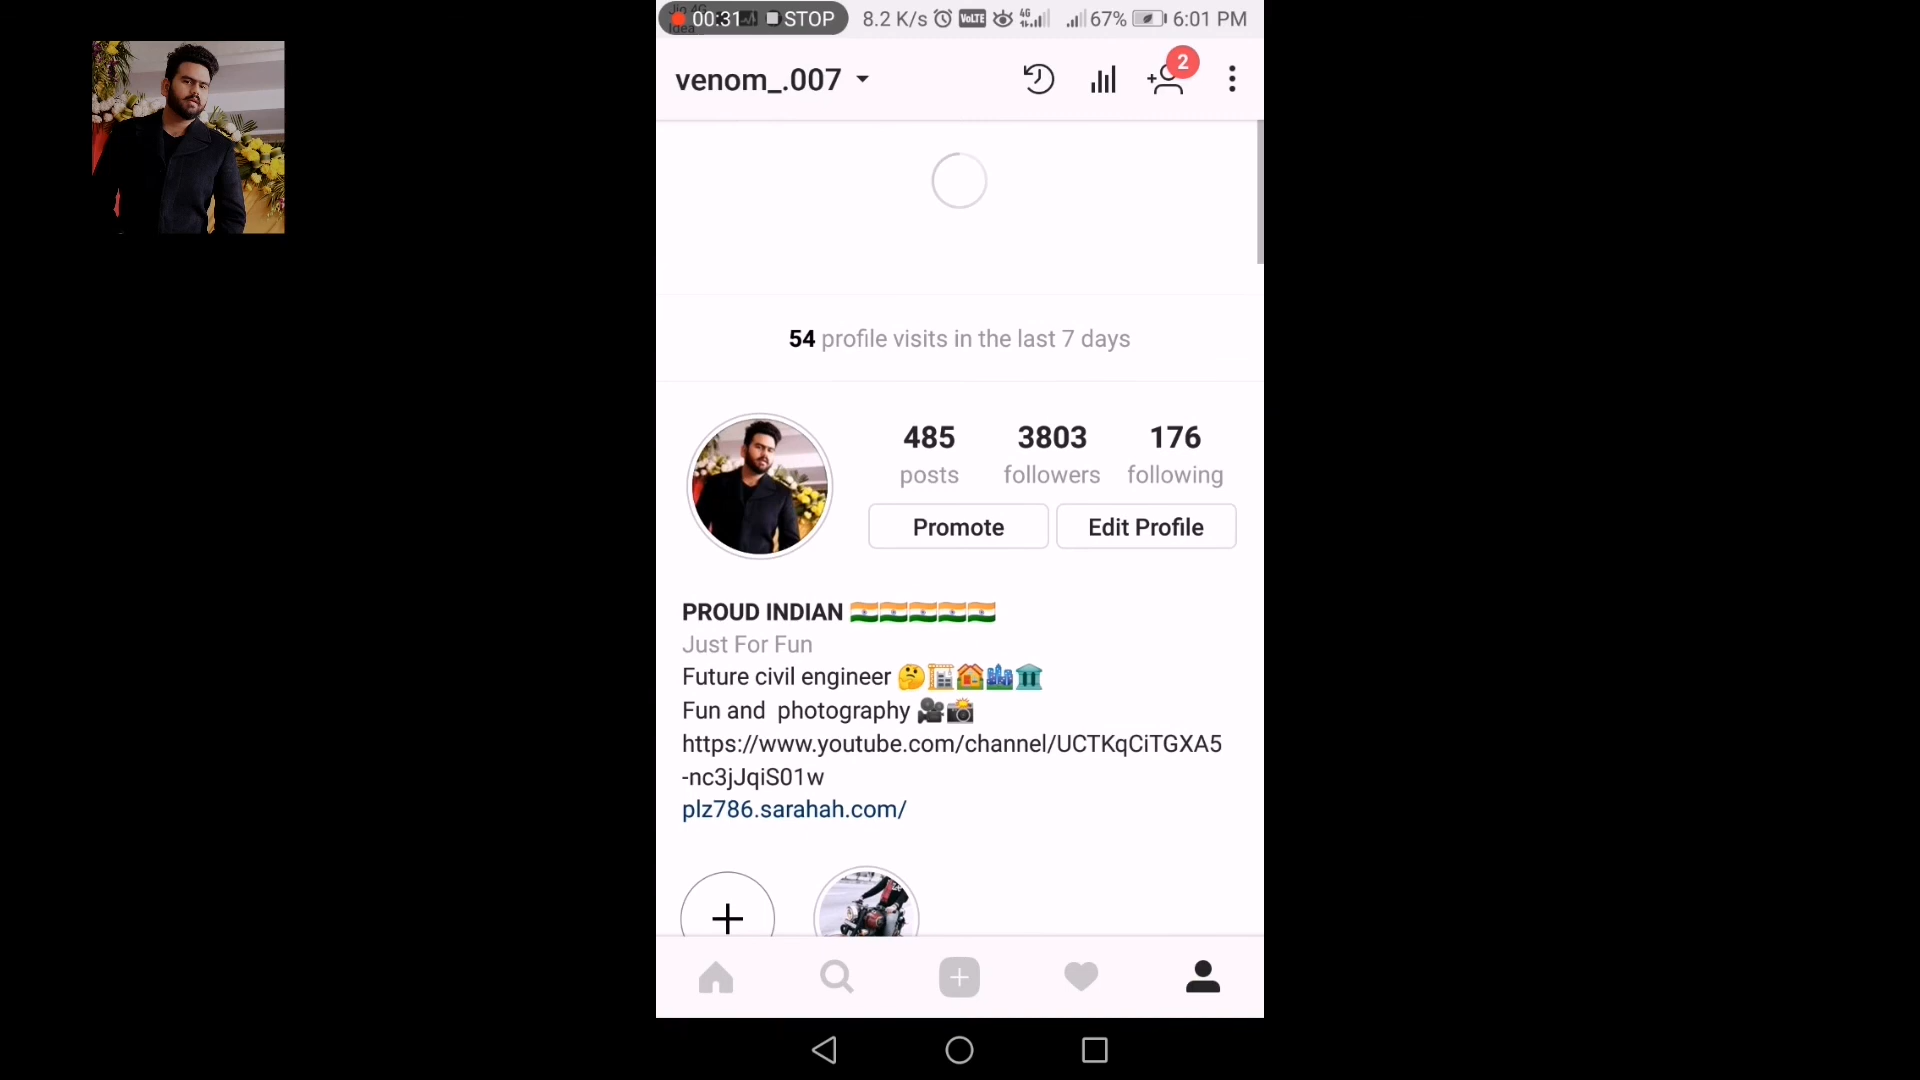 00:31 STOP 8.2 K/s VoLTE 4G 67% 6:01 PM
venom_.007 2
54 profile visits in the last 7 days
485 3803 176
posts followers following
Promote Edit Profile
PROUD INDIAN 🇮🇳🇮🇳🇮🇳🇮🇳🇮🇳
Just For Fun
Future civil engineer 🤔🏗🏠🏙🏛
Fun and  photography 🎥📸
https://www.youtube.com/channel/UCTKqCiTGXA5
-nc3jJqiS01w
plz786.sarahah.com/